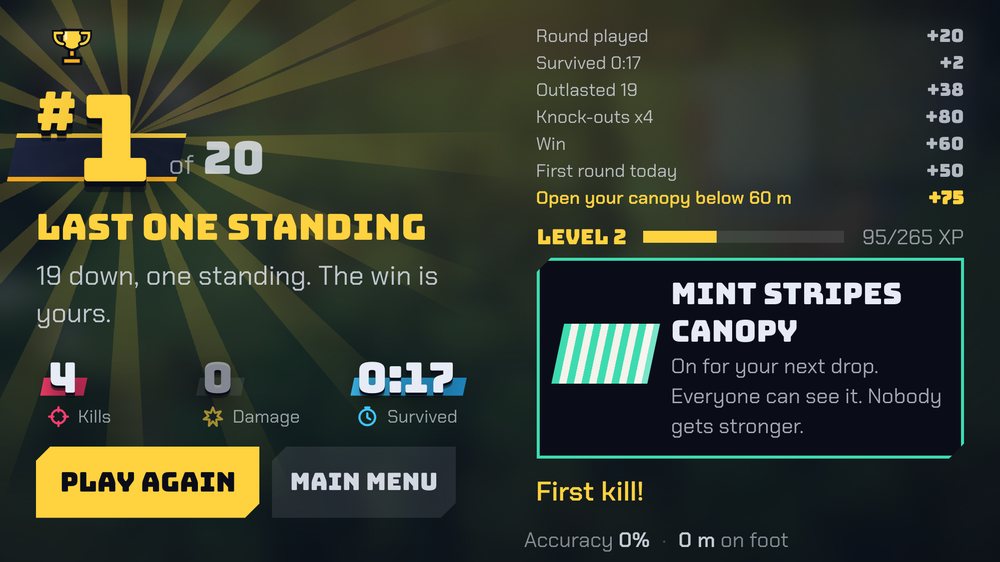 #1 of 20
LAST ONE STANDING
19 down, one standing. The win is
yours.
4
Kills
0
Damage
0:17
Survived
PLAY AGAIN
MAIN MENU
Round played +20
Survived 0:17 +2
Outlasted 19 +38
Knock-outs x4 +80
Win +60
First round today +50
Open your canopy below 60 m +75
LEVEL 2 95/265 XP
MINT STRIPES
CANOPY
On for your next drop.
Everyone can see it. Nobody
gets stronger.
First kill!
Accuracy 0% · 0 m on foot